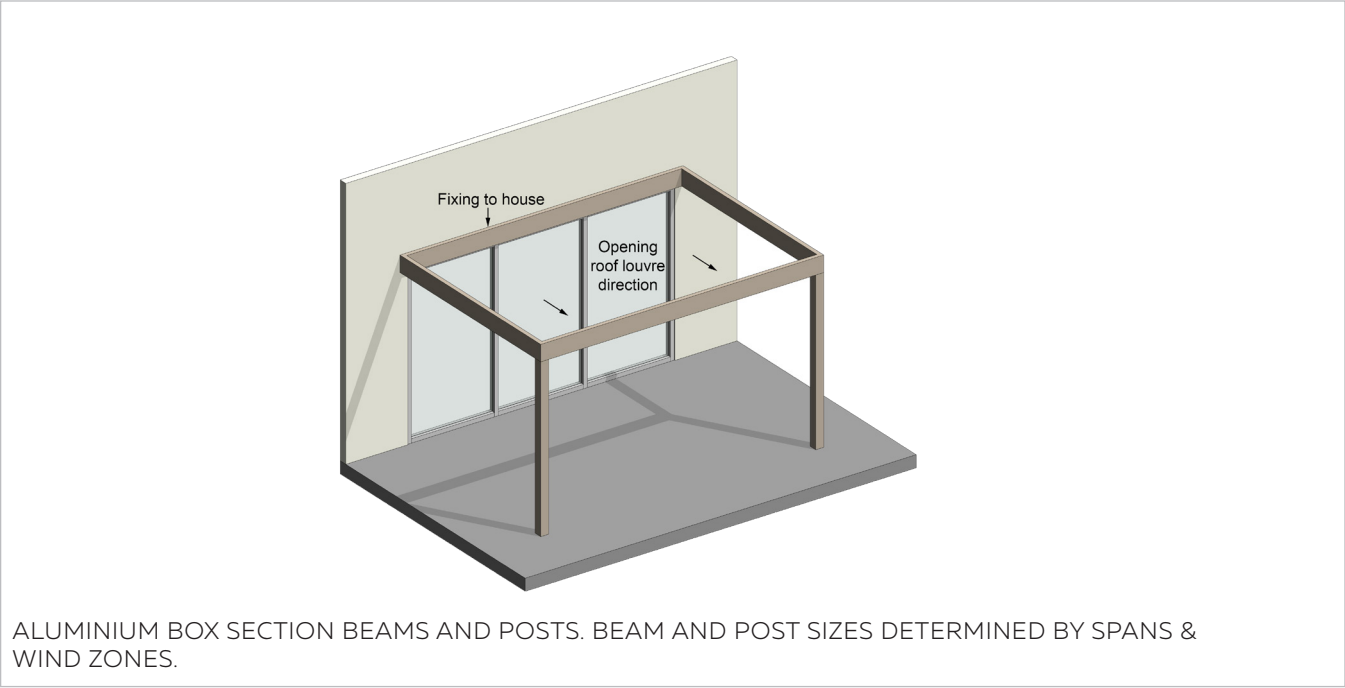 Fixing to house
Opening
roof louvre
direction
ALUMINIUM BOX SECTION BEAMS AND POSTS. BEAM AND POST SIZES DETERMINED BY SPANS &
WIND ZONES.